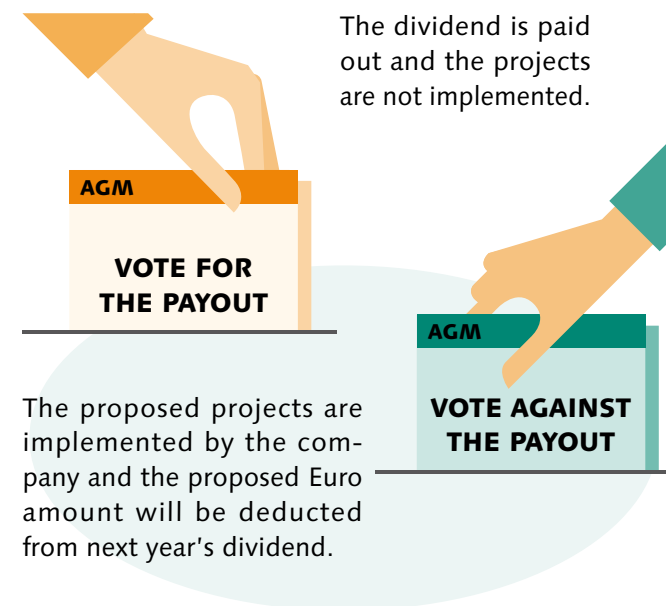 The dividend is paid
out and the projects
are not implemented.
AGM
VOTE FOR
THE PAYOUT
AGM
VOTE AGAINST
THE PAYOUT
The proposed projects are
implemented by the com-
pany and the proposed Euro
amount will be deducted
from next year's dividend.